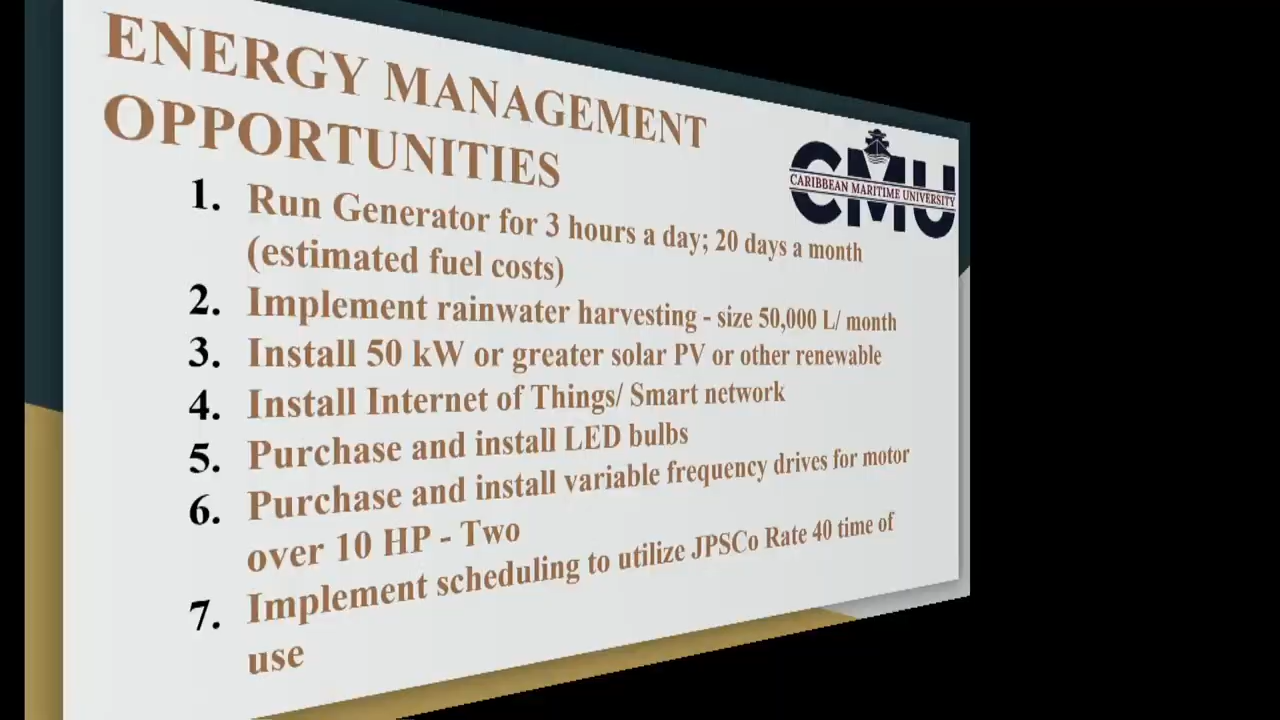 ENERGY MANAGEMENT
OPPORTUNITIES
CMU
CARIBBEAN MARITIME UNIVERSITY
1. Run Generator for 3 hours a day; 20 days a month
(estimated fuel costs)
2. Implement rainwater harvesting - size 50,000 L/ month
3. Install 50 kW or greater solar PV or other renewable
4. Install Internet of Things/ Smart network
5. Purchase and install LED bulbs
6. Purchase and install variable frequency drives for motor
over 10 HP - Two
7. Implement scheduling to utilize JPSCo Rate 40 time of
use